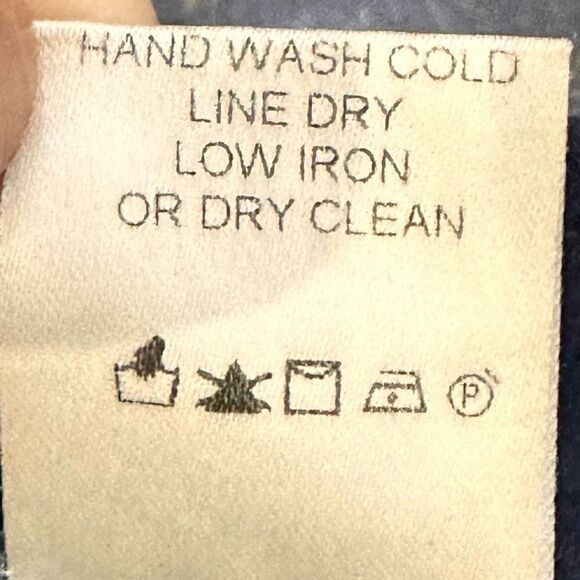 HAND WASH COLD
LINE DRY
LOW IRON
OR DRY CLEAN
P